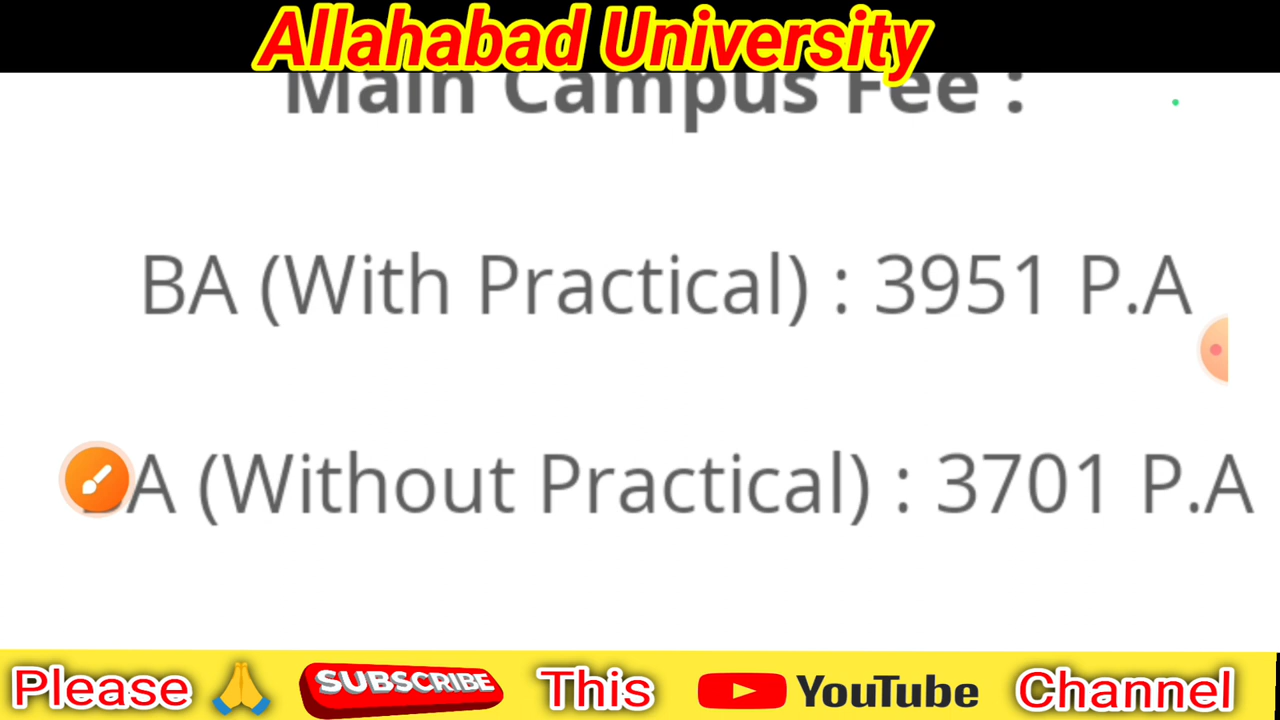 Allahabad University
Main Campus Fee :
BA (With Practical) : 3951 P.A
A (Without Practical) : 3701 P.A
Please 🙏 SUBSCRIBE This YouTube Channel